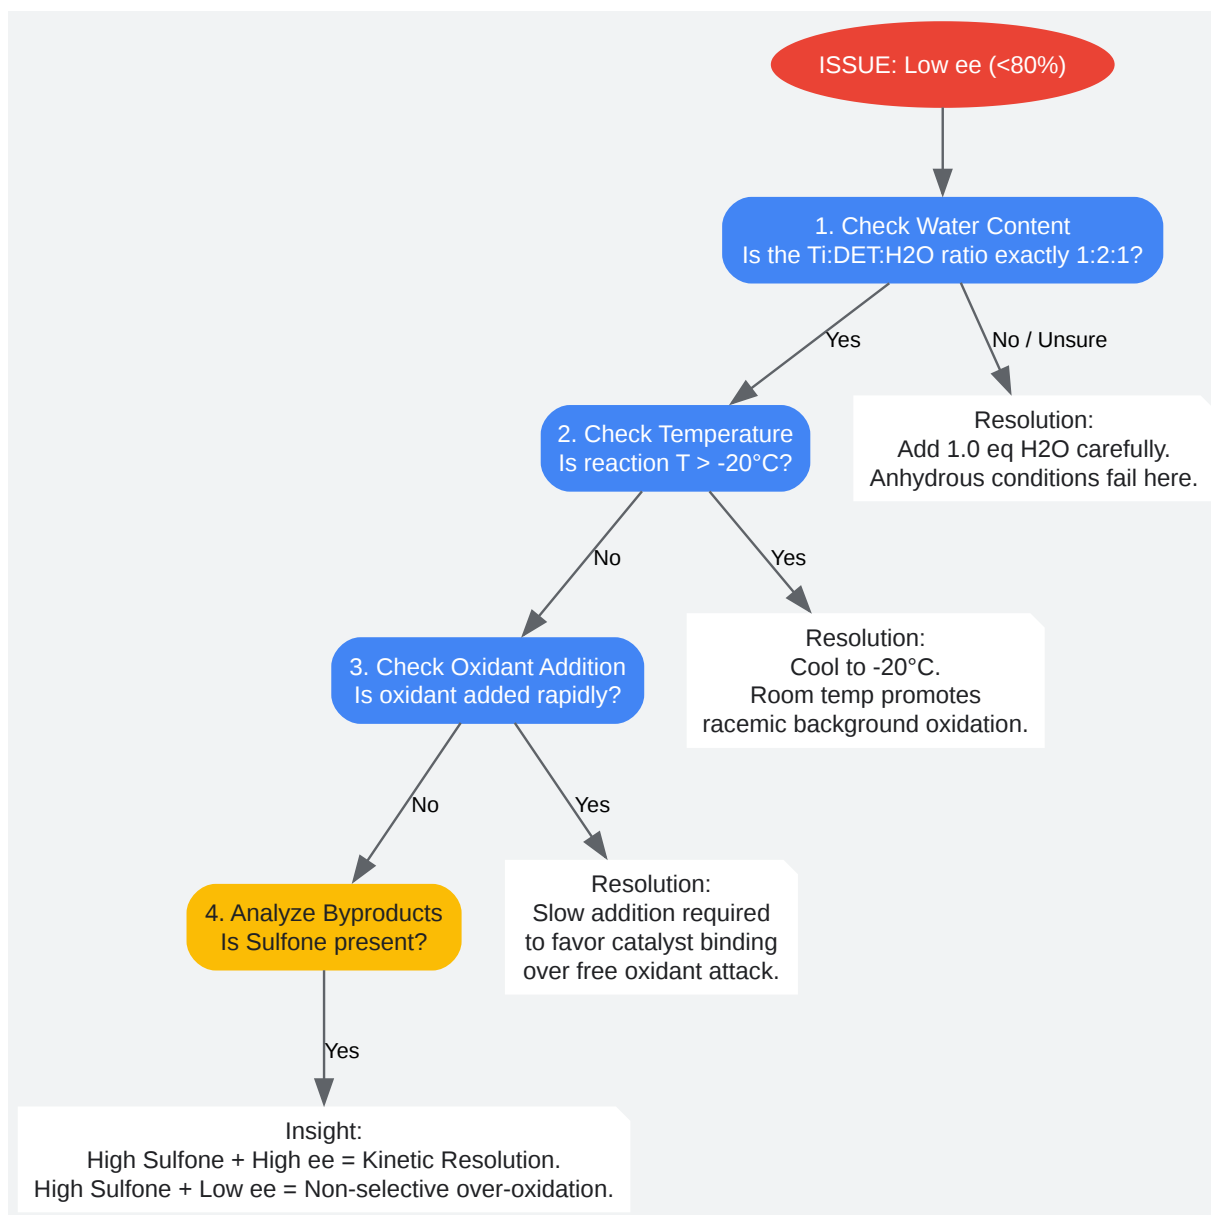 ISSUE: Low ee (<80%)
1. Check Water Content
Is the Ti:DET:H2O ratio exactly 1:2:1?
Yes
No / Unsure
2. Check Temperature
Is reaction T > -20°C?
Resolution:
Add 1.0 eq H2O carefully.
Anhydrous conditions fail here.
No
Yes
3. Check Oxidant Addition
Is oxidant added rapidly?
Resolution:
Cool to -20°C.
Room temp promotes
racemic background oxidation.
No
Yes
4. Analyze Byproducts
Is Sulfone present?
Resolution:
Slow addition required
to favor catalyst binding
over free oxidant attack.
Yes
Insight:
High Sulfone + High ee = Kinetic Resolution.
High Sulfone + Low ee = Non-selective over-oxidation.